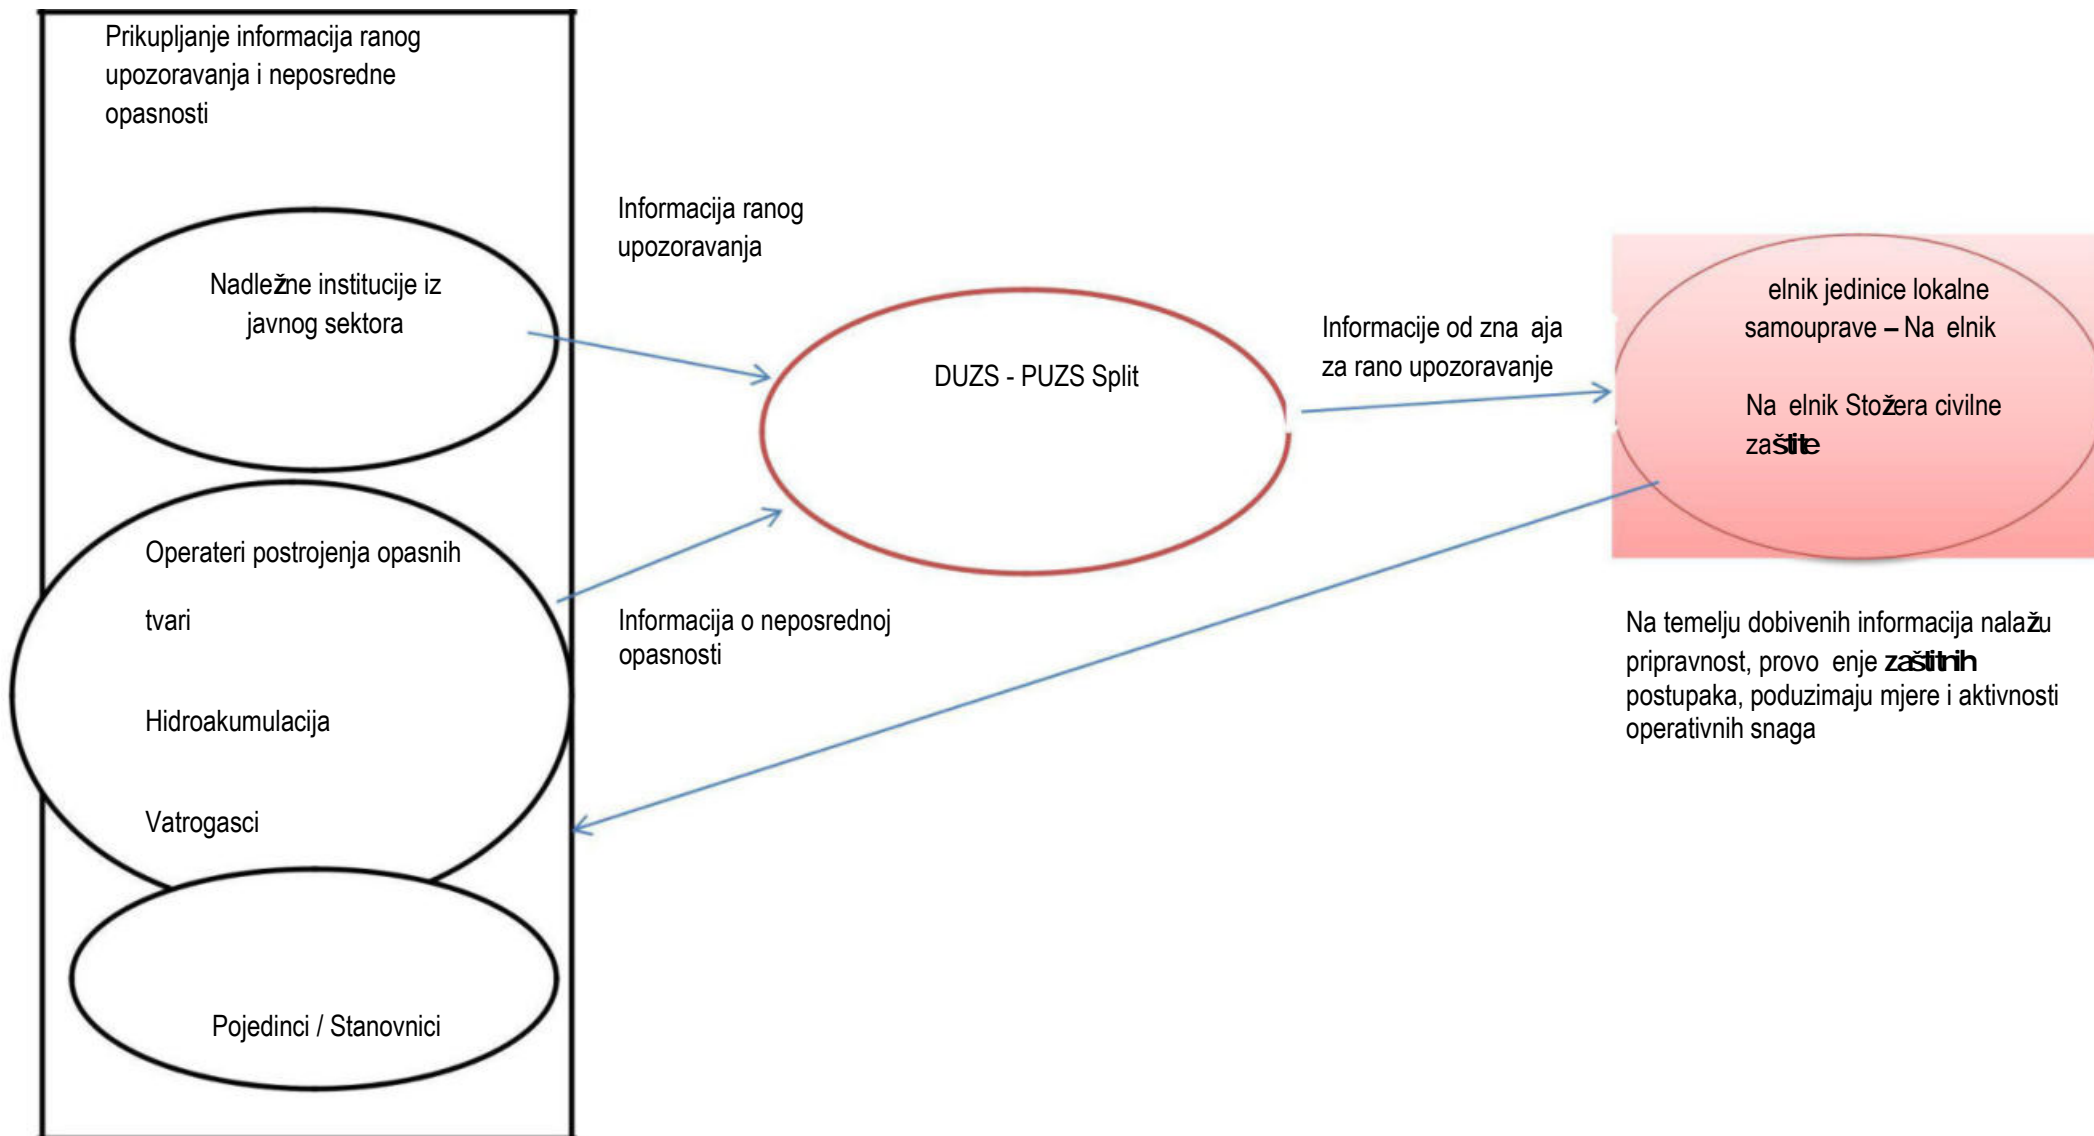 Prikupljanje informacija ranog
upozoravanja i neposredne
opasnosti
Nadležne institucije iz
javnog sektora
Operateri postrojenja opasnih
tvari
Hidroakumulacija
Vatrogasci
Pojedinci / Stanovnici
Informacija ranog
upozoravanja
Informacija o neposrednoj
opasnosti
DUZS - PUZS Split
Informacije od zna aja
za rano upozoravanje
elnik jedinice lokalne
samouprave – Na elnik
Na elnik Stožera civilne
zaštite
Na temelju dobivenih informacija nalažu
pripravnost, provo enje zaštitnih
postupaka, poduzimaju mjere i aktivnosti
operativnih snaga